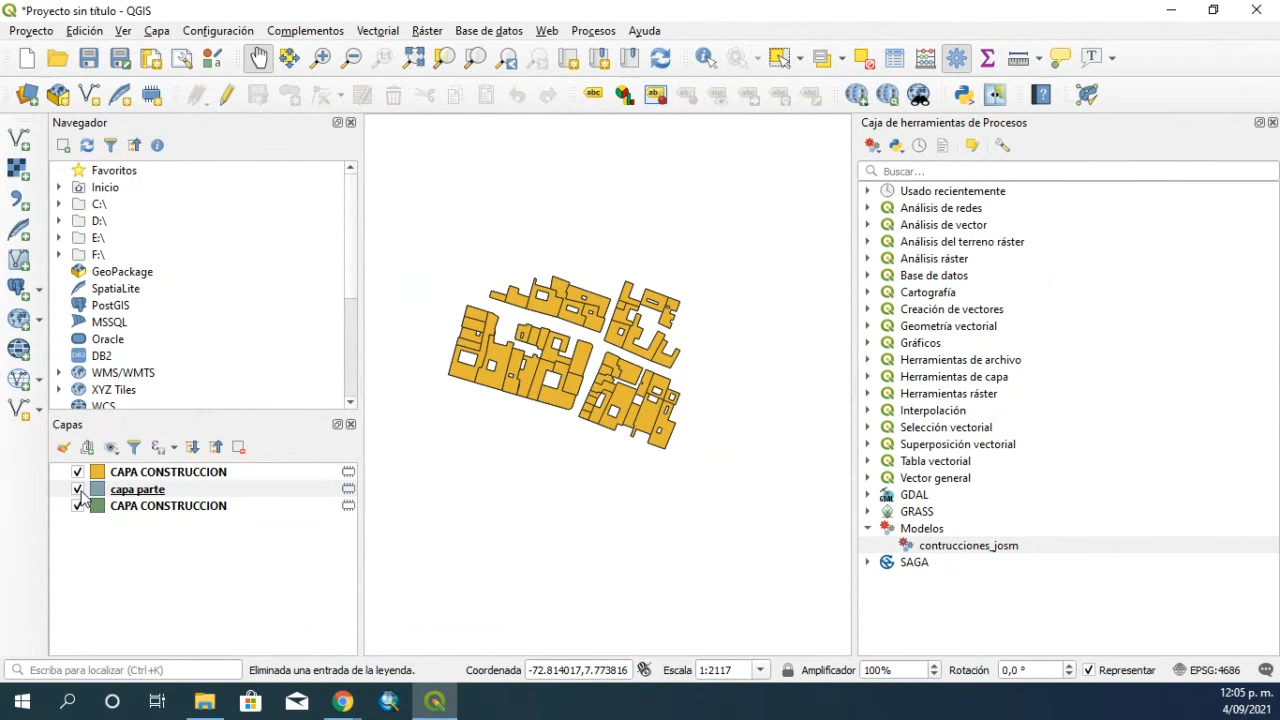 *Proyecto sin título - QGIS
Proyecto Edición Ver Capa Configuración Complementos Vectorial Ráster Base de datos Web Procesos Ayuda
Navegador
Favoritos
Inicio
C:\
D:\
E:\
F:\
GeoPackage
SpatiaLite
PostGIS
MSSQL
Oracle
DB2
WMS/WMTS
XYZ Tiles
WCS
Capas
CAPA CONSTRUCCION
capa parte
CAPA CONSTRUCCION
Caja de herramientas de Procesos
Buscar...
Usado recientemente
Análisis de redes
Análisis de vector
Análisis del terreno ráster
Análisis ráster
Base de datos
Cartografía
Creación de vectores
Geometría vectorial
Gráficos
Herramientas de archivo
Herramientas de capa
Herramientas ráster
Interpolación
Selección vectorial
Superposición vectorial
Tabla vectorial
Vector general
GDAL
GRASS
Modelos
contrucciones_josm
SAGA
Escriba para localizar (Ctrl+K) Eliminada una entrada de la leyenda. Coordenada -72.814017,7.773816 Escala 1:2117 Amplificador 100% Rotación 0,0 ° Representar EPSG:4686
12:05 p. m.
4/09/2021